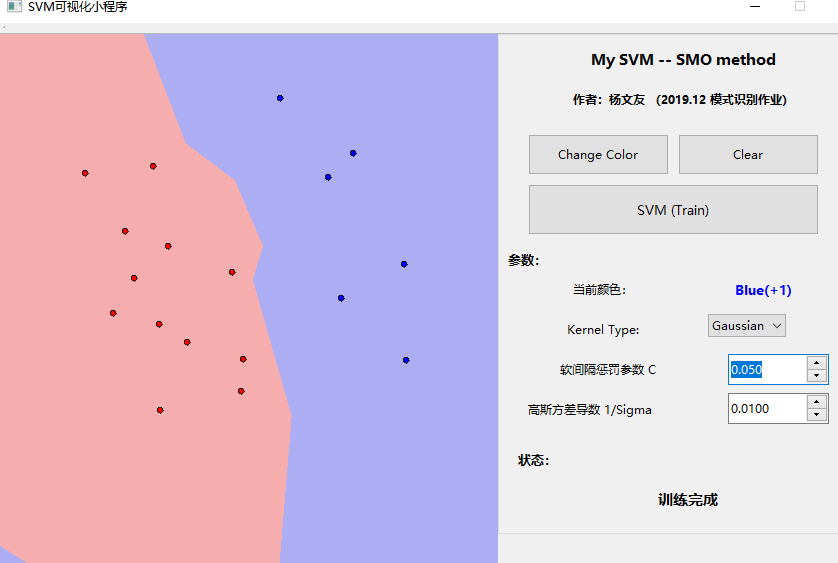 SVM可视化小程序
My SVM -- SMO method
作者：杨文友 （2019.12 模式识别作业）
Change Color
Clear
SVM (Train)
参数：
当前颜色：
Blue(+1)
Kernel Type:
Gaussian
软间隔惩罚参数 C
0.050
高斯方差导数 1/Sigma
0.0100
状态：
训练完成